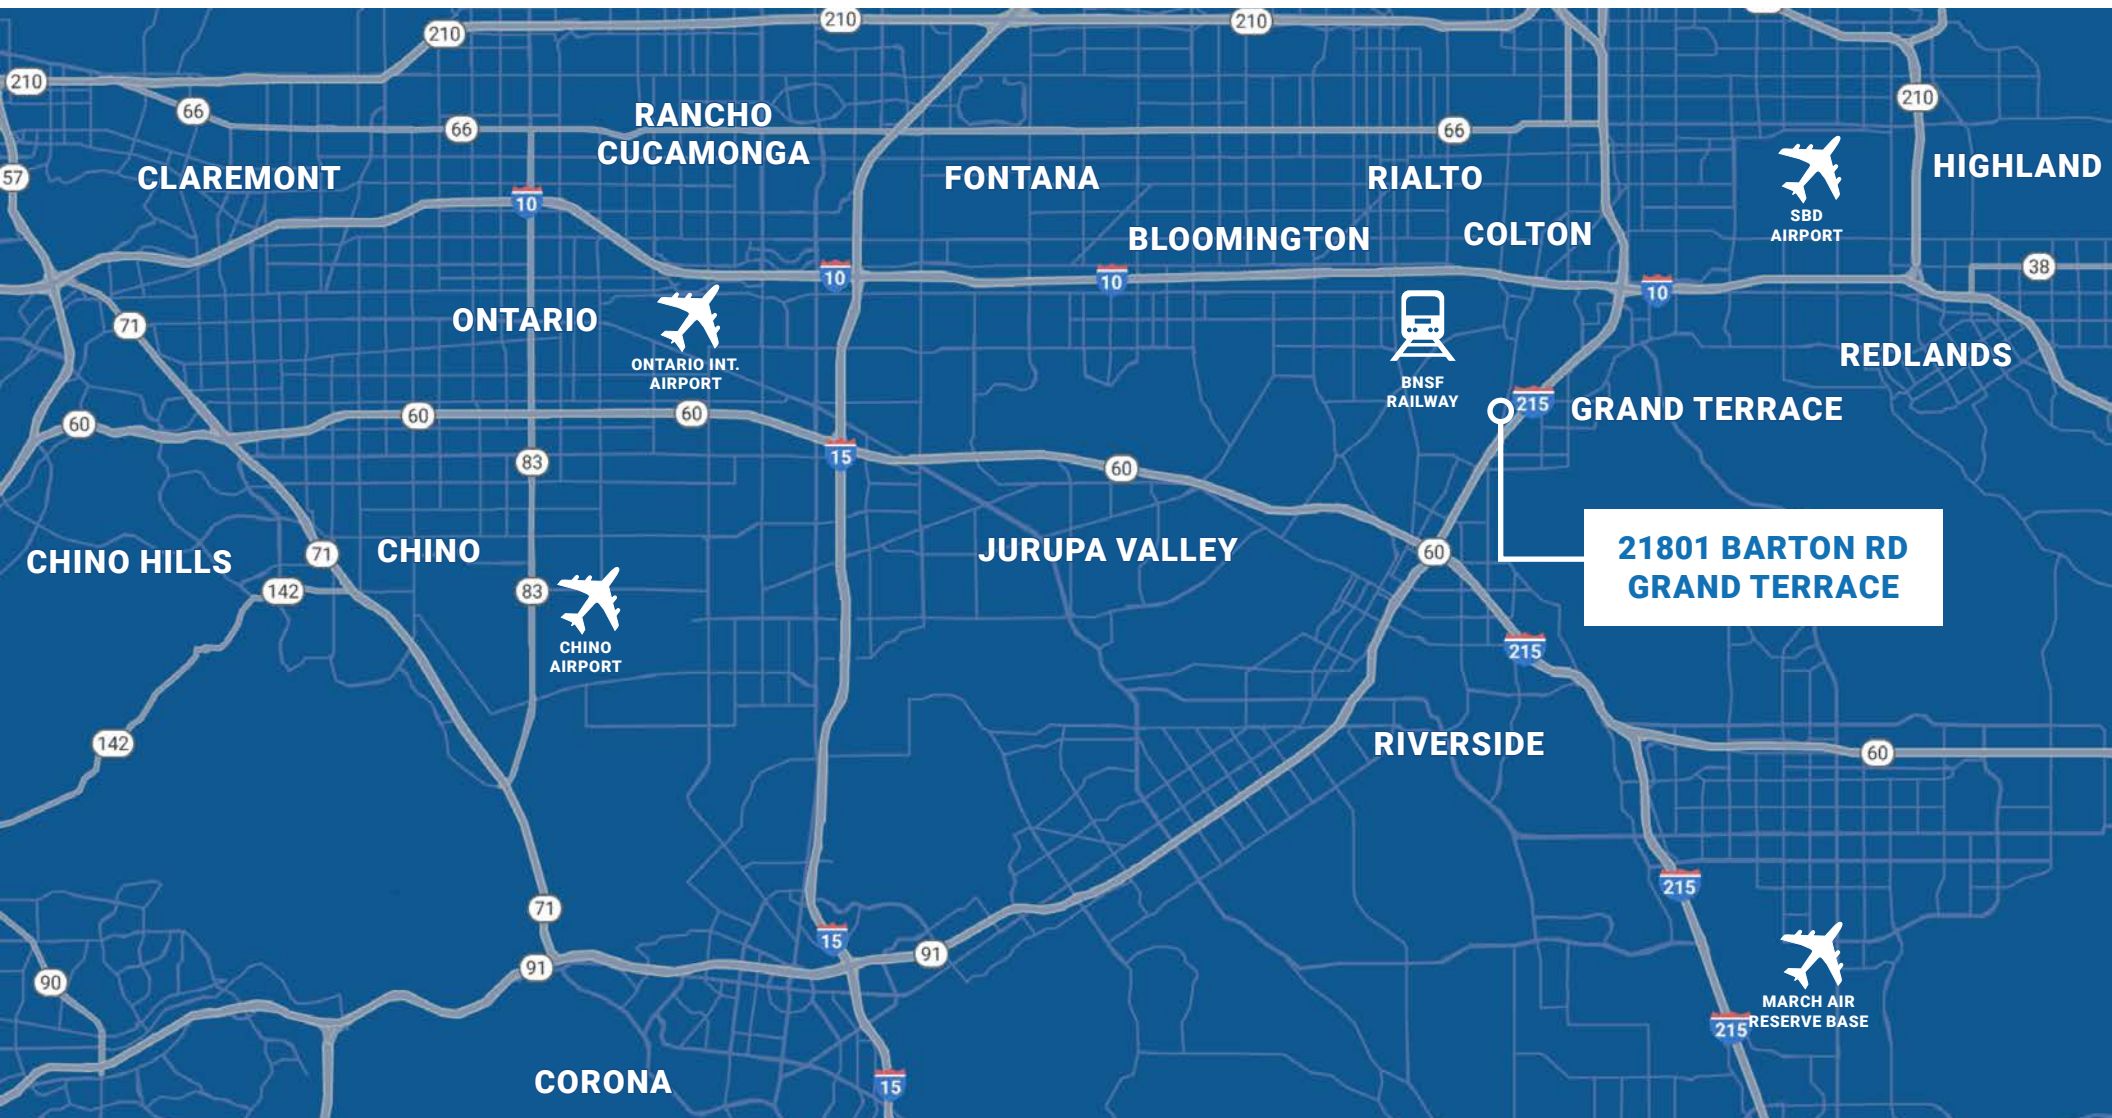 210
210
210
210
210
66
66
66
RANCHO
CUCAMONGA
CLAREMONT
FONTANA
RIALTO
HIGHLAND
57
10
SBD
AIRPORT
BLOOMINGTON
COLTON
10
10
10
38
71
ONTARIO
ONTARIO INT.
AIRPORT
BNSF
RAILWAY
REDLANDS
60
60
60
215
GRAND TERRACE
83
15
60
21801 BARTON RD
GRAND TERRACE
CHINO HILLS
71
CHINO
JURUPA VALLEY
60
142
83
CHINO
AIRPORT
215
142
RIVERSIDE
60
215
71
15
91
91
90
MARCH AIR
RESERVE BASE
215
CORONA
15